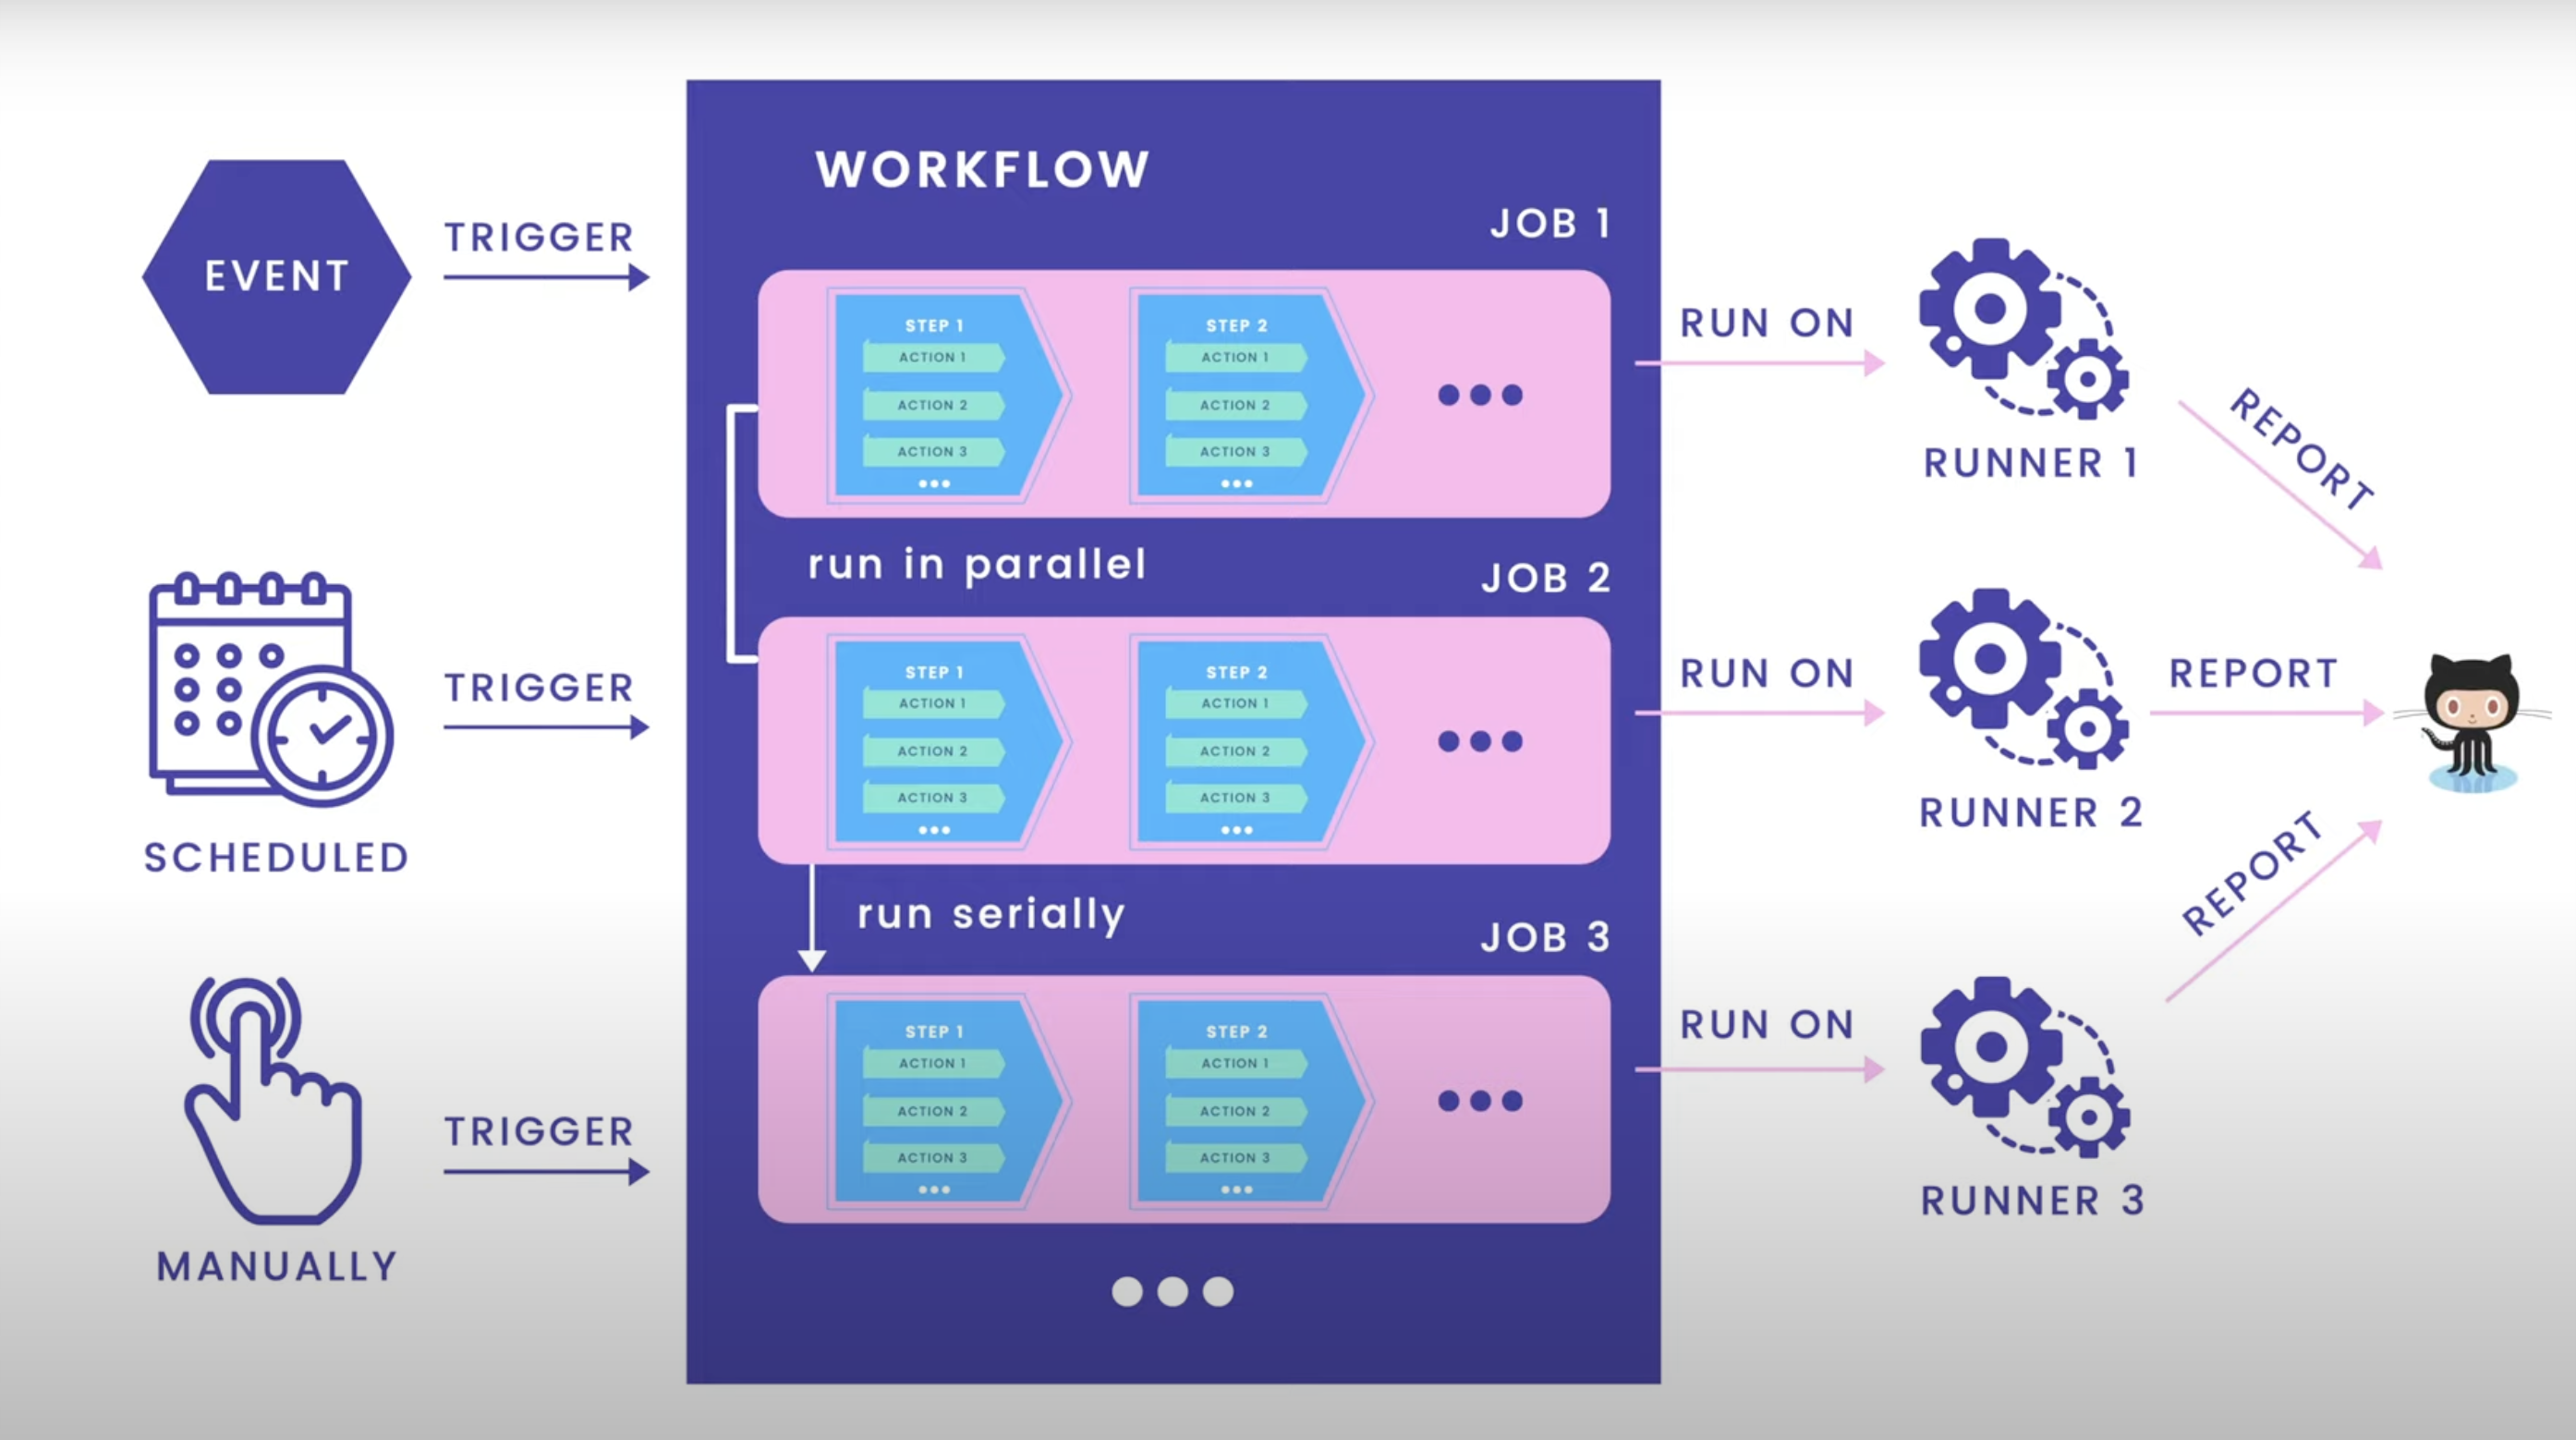 WORKFLOW
JOB 1
EVENT
TRIGGER
STEP 1
ACTION 1
ACTION 2
ACTION 3
STEP 2
ACTION 1
ACTION 2
ACTION 3
RUN ON
RUNNER 1
REPORT
run in parallel
JOB 2
SCHEDULED
TRIGGER
STEP 1
ACTION 1
ACTION 2
ACTION 3
STEP 2
ACTION 1
ACTION 2
ACTION 3
RUN ON
RUNNER 2
REPORT
run serially
JOB 3
MANUALLY
TRIGGER
STEP 1
ACTION 1
ACTION 2
ACTION 3
STEP 2
ACTION 1
ACTION 2
ACTION 3
RUN ON
RUNNER 3
REPORT